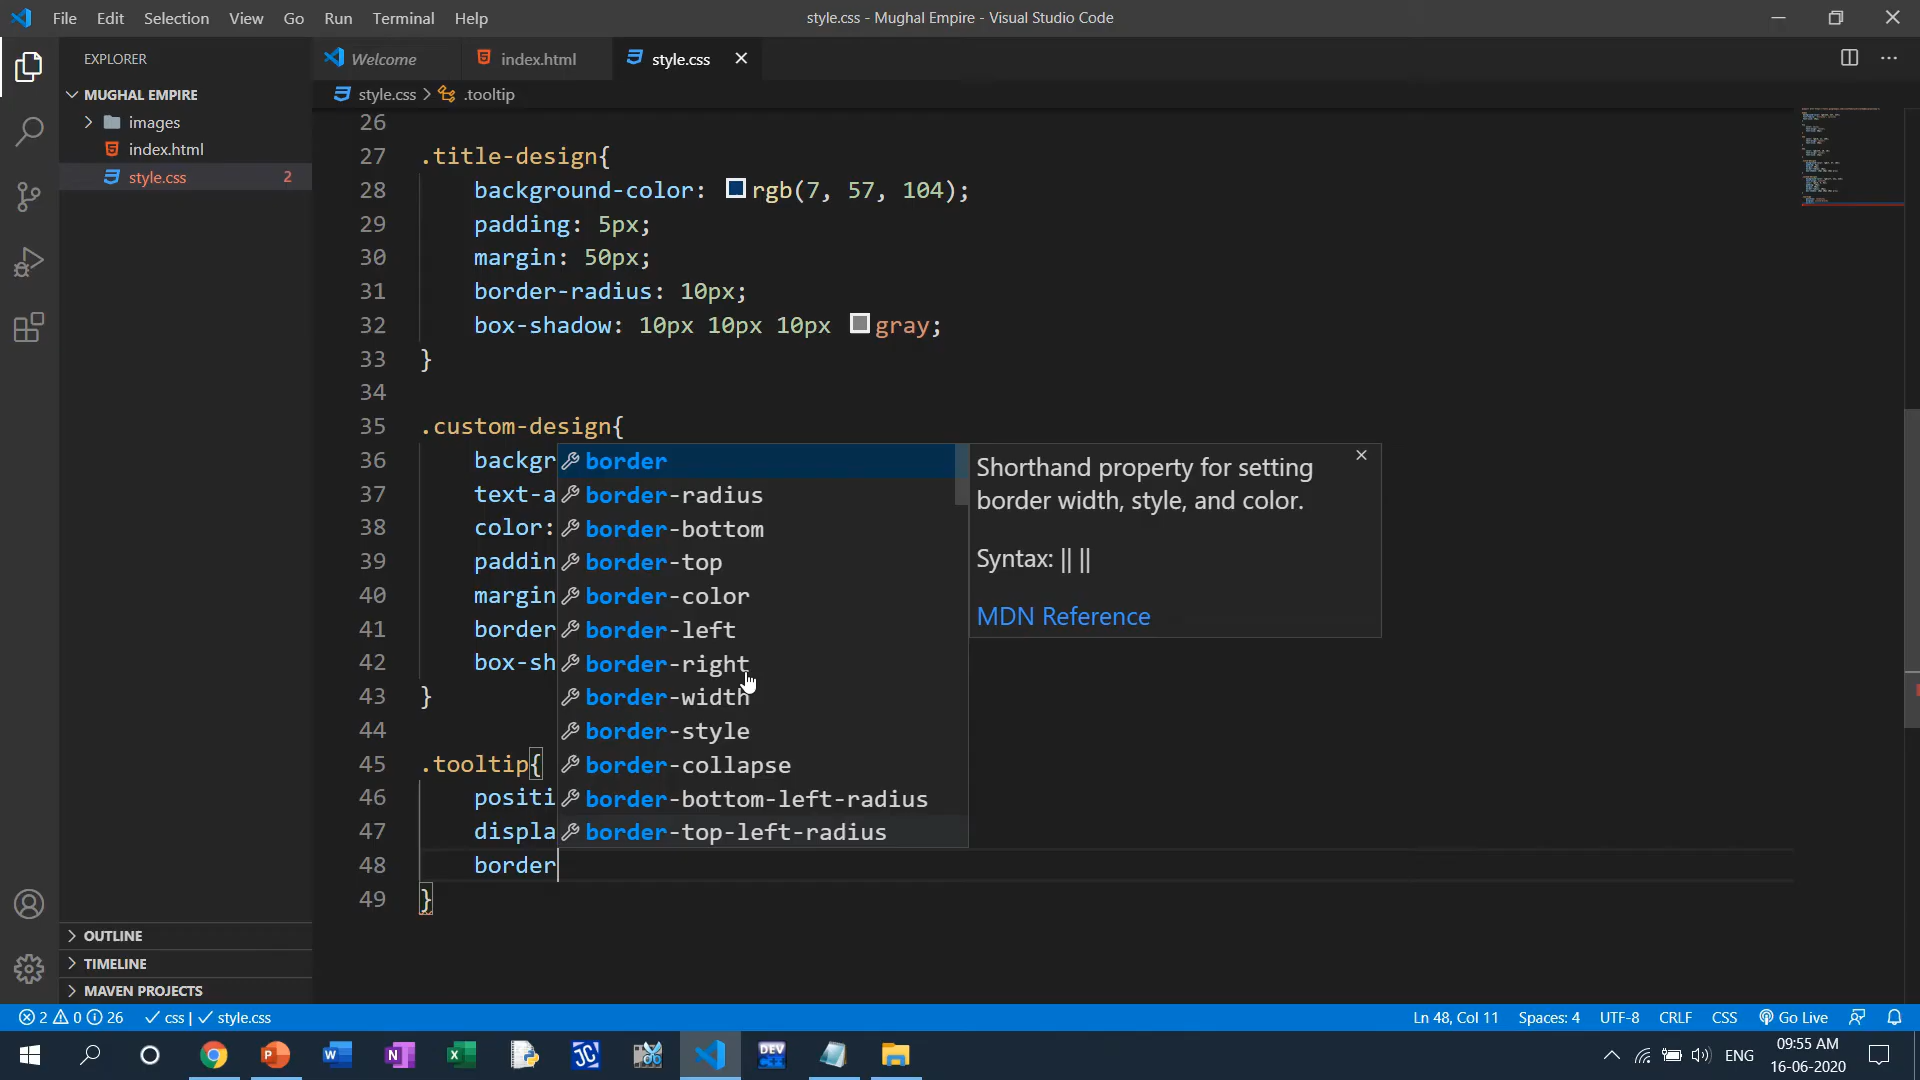 File Edit Selection View Go Run Terminal Help
style.css - Mughal Empire - Visual Studio Code
EXPLORER
Welcome
index.html
style.css
MUGHAL EMPIRE
style.css > .tooltip
images
index.html
style.css 2
26
27 .title-design{
28 background-color: rgb(7, 57, 104);
29 padding: 5px;
30 margin: 50px;
31 border-radius: 10px;
32 box-shadow: 10px 10px 10px gray;
33 }
34
35 .custom-design{
36 backgr
37 text-a
38 color:
39 paddin
40 margin
41 border
42 box-sh
43 }
44
45 .tooltip{
46 positi
47 displa
48 border
49 }
border
border-radius
border-bottom
border-top
border-color
border-left
border-right
border-width
border-style
border-collapse
border-bottom-left-radius
border-top-left-radius
Shorthand property for setting
border width, style, and color.
Syntax: || ||
MDN Reference
OUTLINE
TIMELINE
MAVEN PROJECTS
2 0 26 css | style.css
Ln 48, Col 11 Spaces: 4 UTF-8 CRLF CSS Go Live
DEV
C++
ENG
09:55 AM
16-06-2020